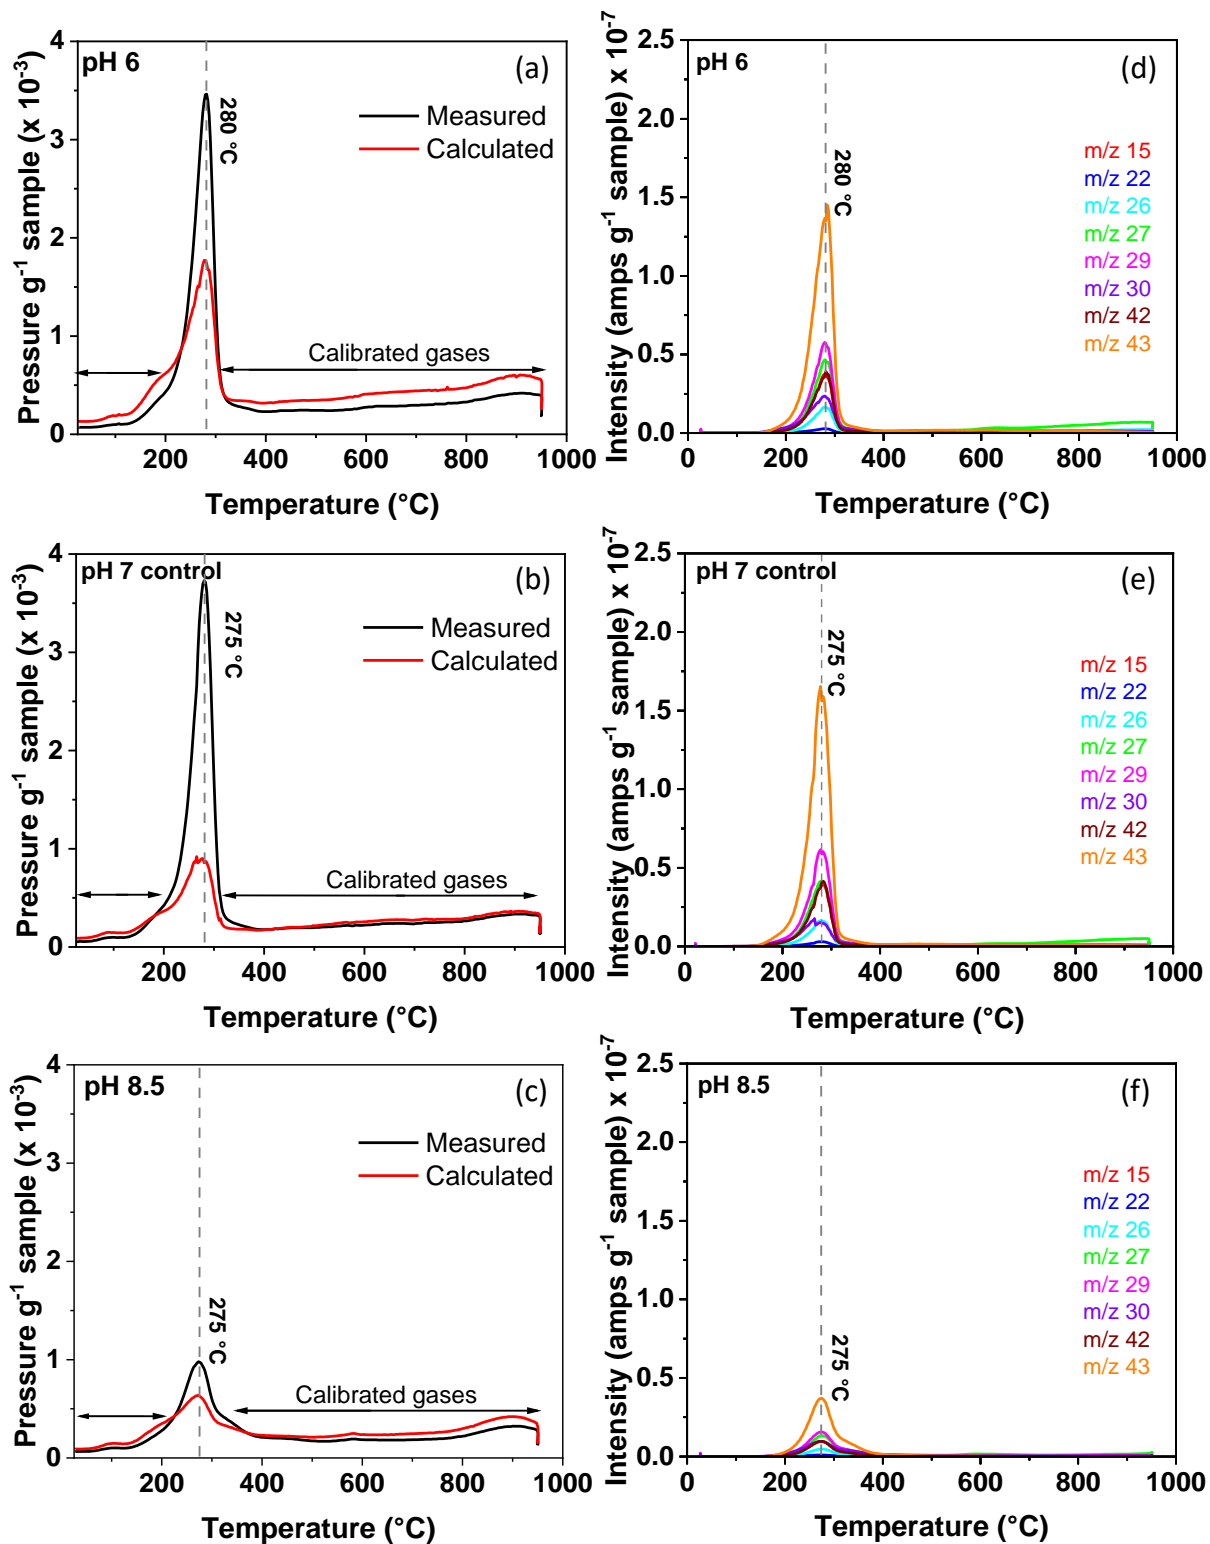 pH 6
(a)
Measured
Calculated
280 °C
Calibrated gases
Pressure g-1 sample (x 10-3)
4
3
2
1
0
200
400
600
800
1000
Temperature (°C)
pH 6
(d)
280 °C
m/z 15
m/z 22
m/z 26
m/z 27
m/z 29
m/z 30
m/z 42
m/z 43
Intensity (amps g-1 sample) x 10-7
2.5
2.0
1.5
1.0
0.5
0.0
0
200
400
600
800
1000
Temperature (°C)
pH 7 control
(b)
Measured
Calculated
275 °C
Calibrated gases
Pressure g-1 sample (x 10-3)
4
3
2
1
0
200
400
600
800
1000
Temperature (°C)
pH 7 control
(e)
275 °C
m/z 15
m/z 22
m/z 26
m/z 27
m/z 29
m/z 30
m/z 42
m/z 43
Intensity (amps g-1 sample) x 10-7
2.5
2.0
1.5
1.0
0.5
0.0
0
200
400
600
800
1000
Temperature (°C)
pH 8.5
(c)
Measured
Calculated
275 °C
Calibrated gases
Pressure g-1 sample (x 10-3)
4
3
2
1
0
200
400
600
800
1000
Temperature (°C)
pH 8.5
(f)
275 °C
m/z 15
m/z 22
m/z 26
m/z 27
m/z 29
m/z 30
m/z 42
m/z 43
Intensity (amps g-1 sample) x 10-7
2.5
2.0
1.5
1.0
0.5
0.0
0
200
400
600
800
1000
Temperature (°C)